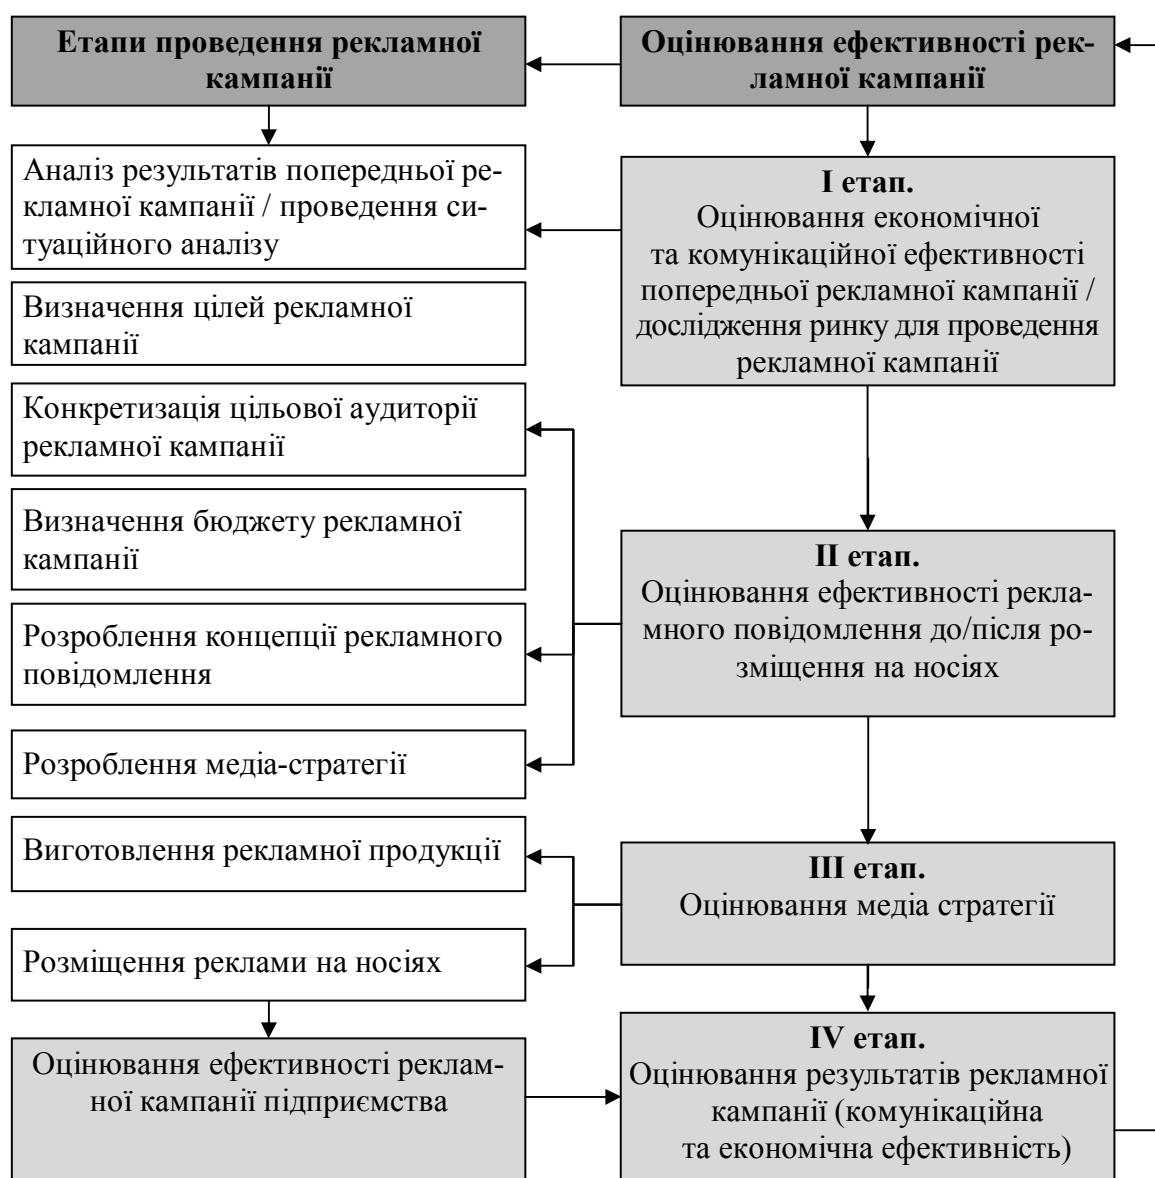 Етапи проведення рекламної
кампанії
Оцінювання ефективності рек-
ламної кампанії
Аналіз результатів попередньої ре-
кламної кампанії / проведення си-
туаційного аналізу
Визначення цілей рекламної
кампанії
Конкретизація цільової аудиторії
рекламної кампанії
Визначення бюджету рекламної
кампанії
Розроблення концепції рекламного
повідомлення
Розроблення медіа-стратегії
Виготовлення рекламної продукції
Розміщення реклами на носіях
Оцінювання ефективності реклам-
ної кампанії підприємства
І етап.
Оцінювання економічної
та комунікаційної ефективності
попередньої рекламної кампанії /
дослідження ринку для проведення
рекламної кампанії
ІІ етап.
Оцінювання ефективності рекла-
много повідомлення до/після ро-
зміщення на носіях
ІІІ етап.
Оцінювання медіа стратегії
IV етап.
Оцінювання результатів рекламної
кампанії (комунікаційна
та економічна ефективність)